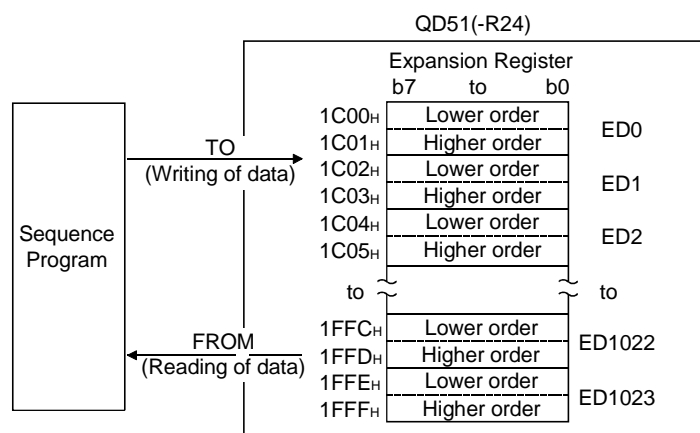 QD51(-R24)
Expansion Register
b7 to b0
1C00H Lower order
ED0
1C01H Higher order
TO
(Writing of data)
1C02H Lower order
ED1
1C03H Higher order
1C04H Lower order
ED2
1C05H Higher order
Sequence
Program
to to
1FFCH Lower order
ED1022
1FFDH Higher order
FROM
(Reading of data)
1FFEH Lower order
ED1023
1FFFH Higher order